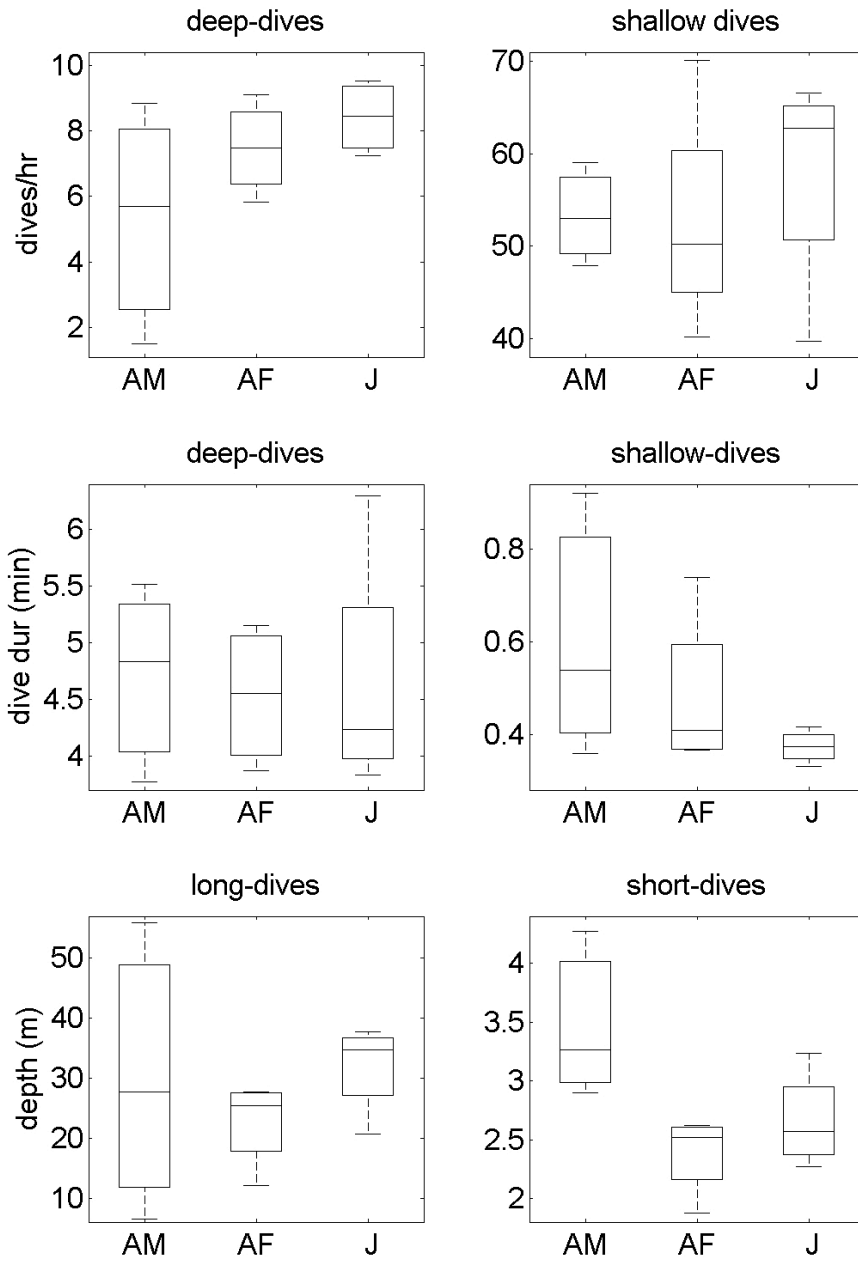 deep-dives
shallow dives
dives/hr
10
8
6
4
2
70
60
50
40
AM AF J
AM AF J
deep-dives
shallow-dives
dive dur (min)
6
5.5
5
4.5
4
0.8
0.6
0.4
AM AF J
AM AF J
long-dives
short-dives
depth (m)
50
40
30
20
10
4
3.5
3
2.5
2
AM AF J
AM AF J